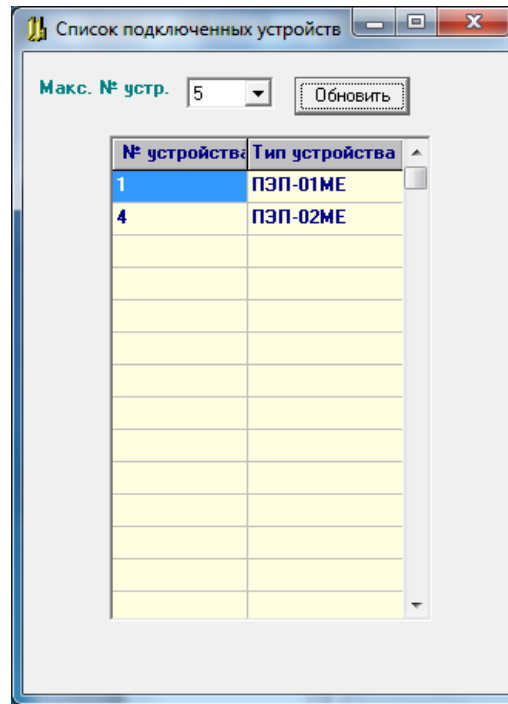 Список подключенных устройств
Макс. № устр. 5 Обновить
№ устройства Тип устройства
1 ПЭП-01МЕ
4 ПЭП-02МЕ